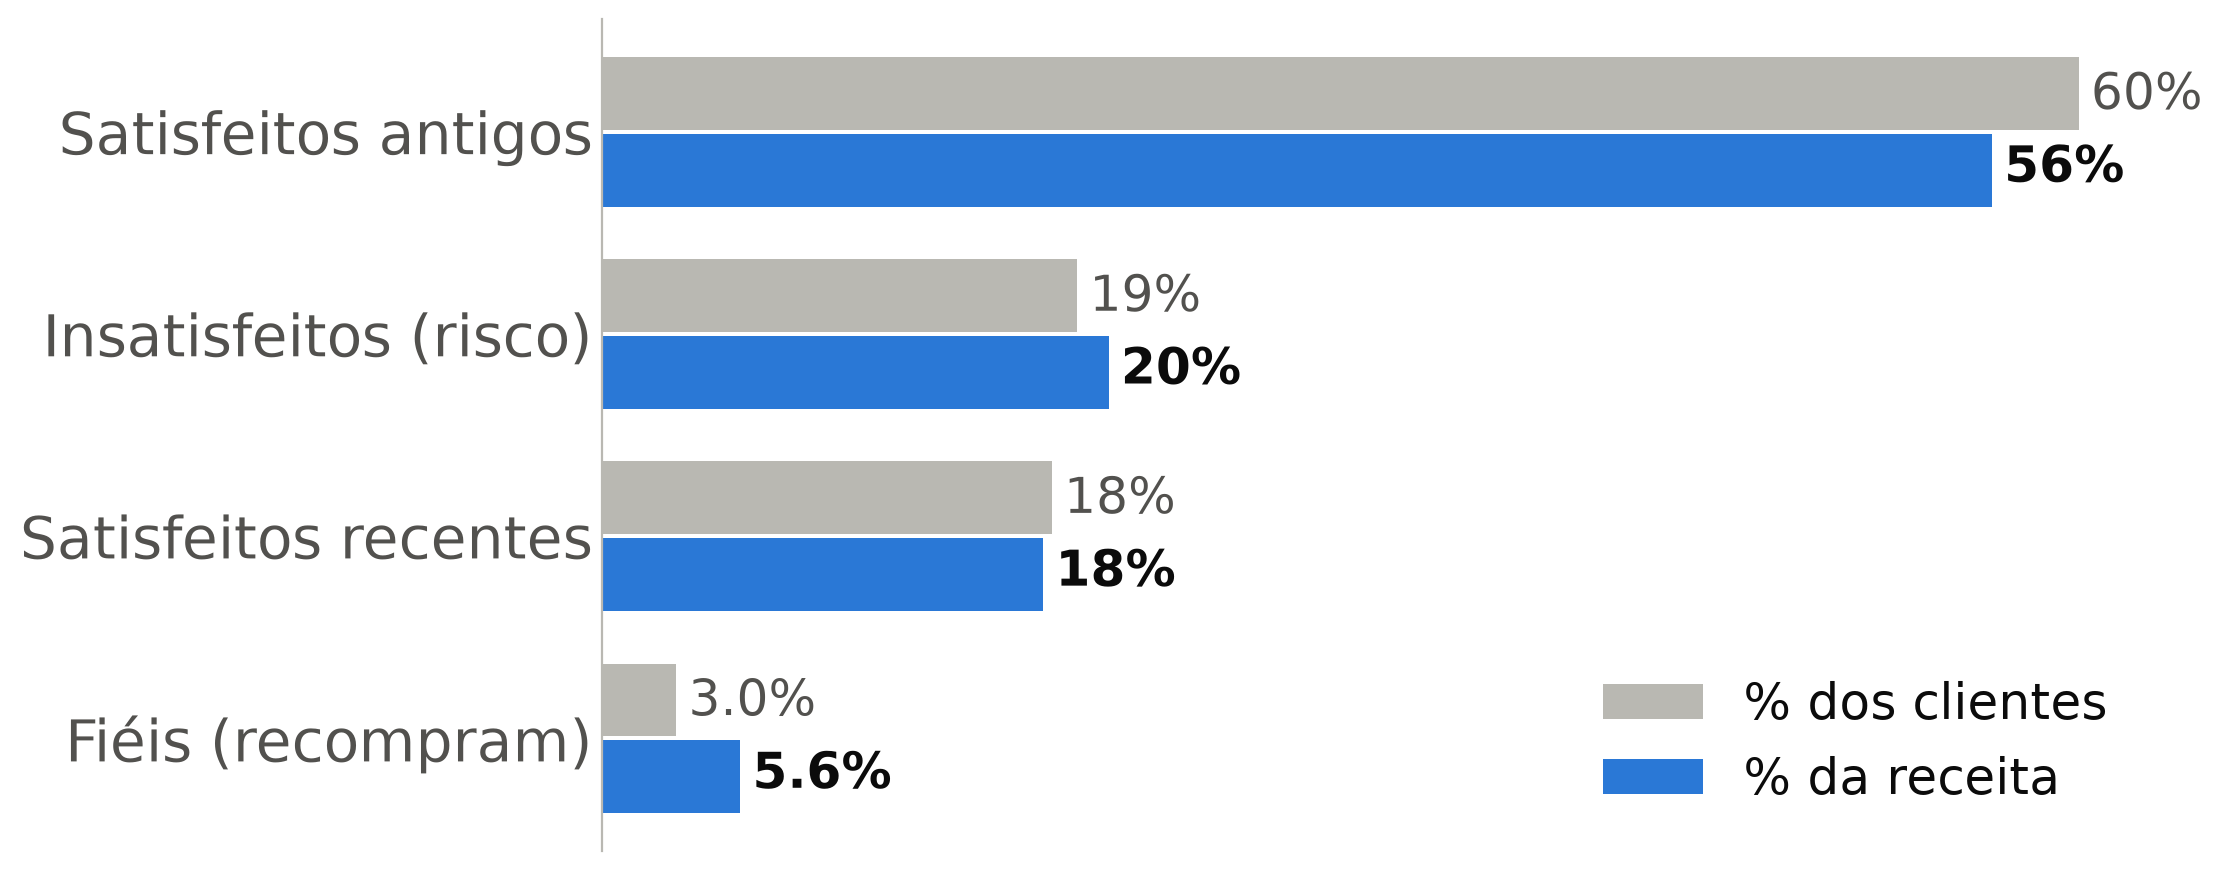 Satisfeitos antigos
60%
56%
Insatisfeitos (risco)
19%
20%
Satisfeitos recentes
18%
18%
Fiéis (recompram)
3.0%
5.6%
% dos clientes
% da receita